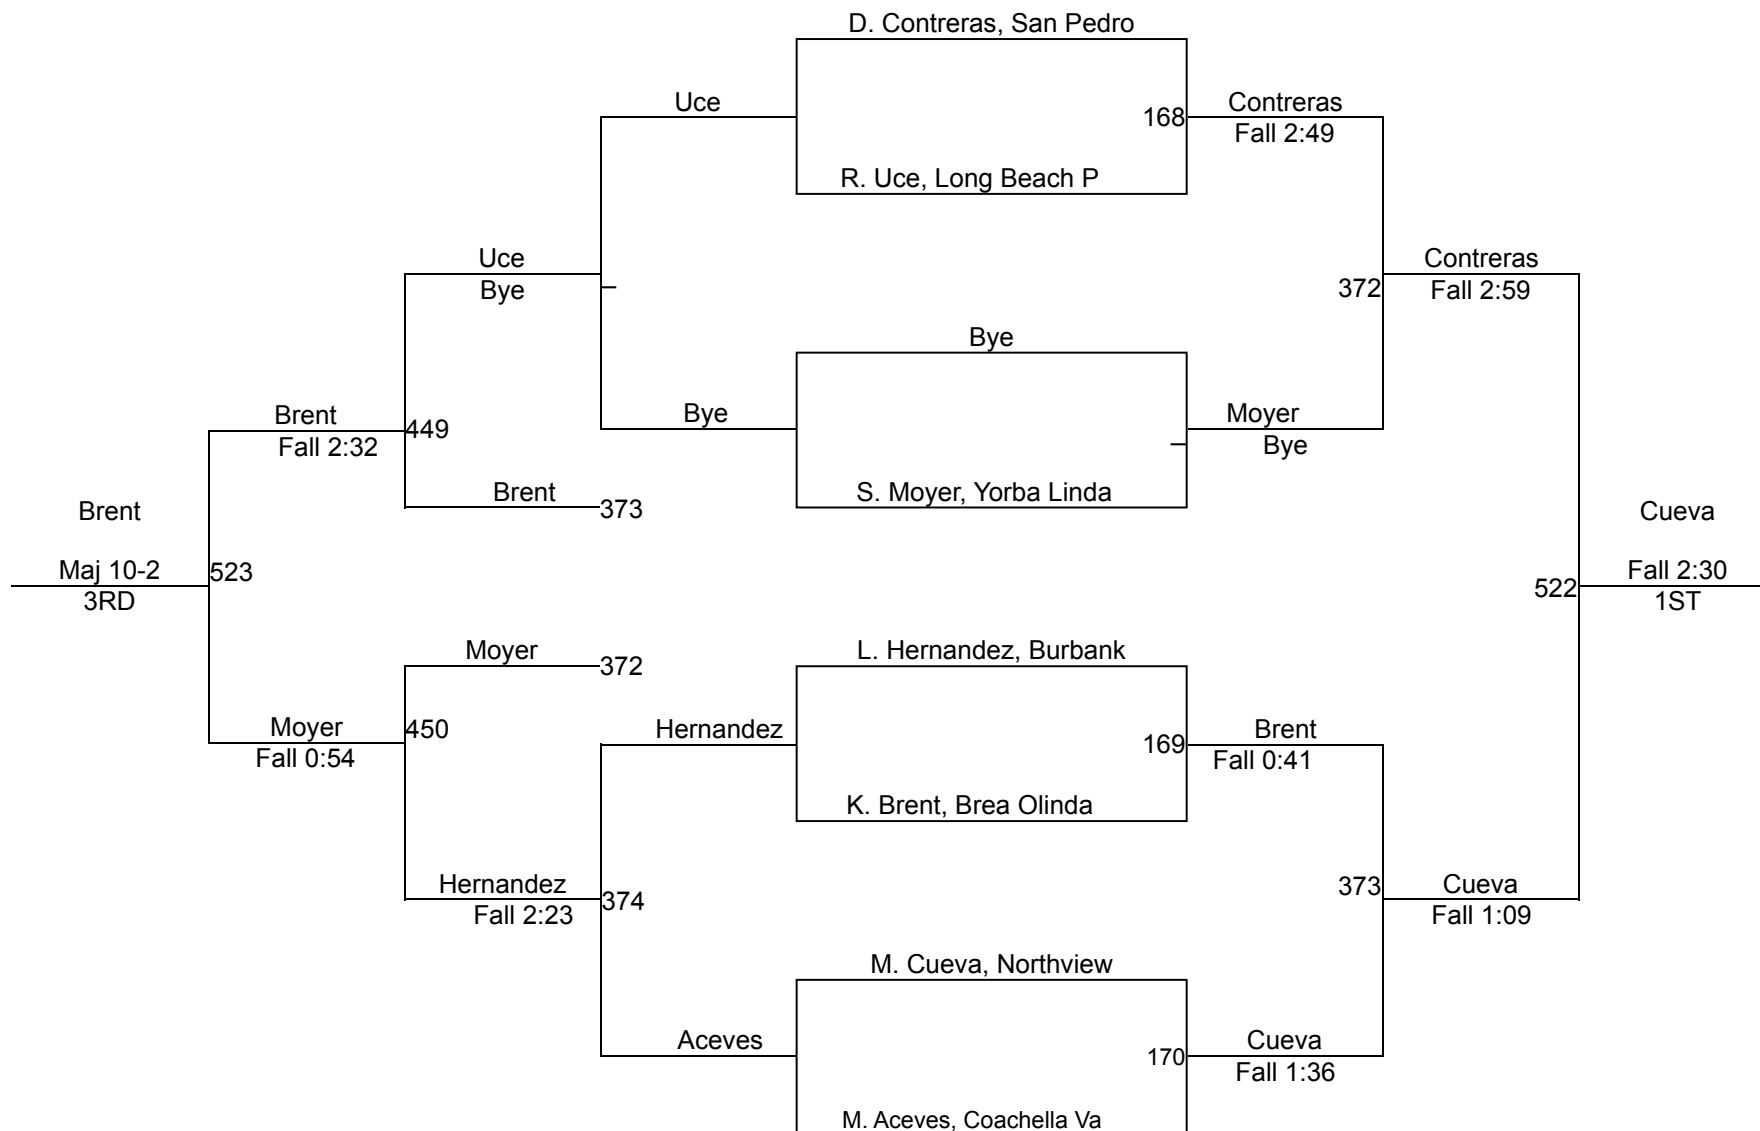 D. Contreras, San Pedro
Uce
168
Contreras
Fall 2:49
R. Uce, Long Beach P
Uce
Bye
372
Contreras
Fall 2:59
Bye
Bye
Moyer
Bye
Brent
Fall 2:32
449
S. Moyer, Yorba Linda
Brent
373
Brent
Maj 10-2
3RD
523
Cueva
Fall 2:30
1ST
522
L. Hernandez, Burbank
Moyer
372
Moyer
Fall 0:54
450
Hernandez
169
Brent
Fall 0:41
K. Brent, Brea Olinda
Hernandez
Fall 2:23
374
373
Cueva
Fall 1:09
M. Cueva, Northview
Aceves
170
Cueva
Fall 1:36
M. Aceves, Coachella Va